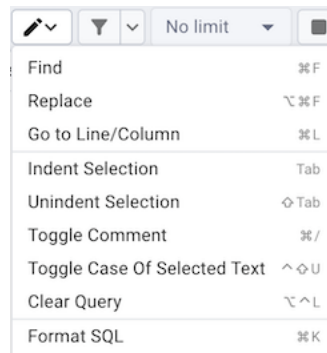 No limit
Find ⌘F
Replace ⌥⌘F
Go to Line/Column ⌘L
Indent Selection Tab
Unindent Selection ⇧Tab
Toggle Comment ⌘/
Toggle Case Of Selected Text ^⇧U
Clear Query ⌥^L
Format SQL ⌘K